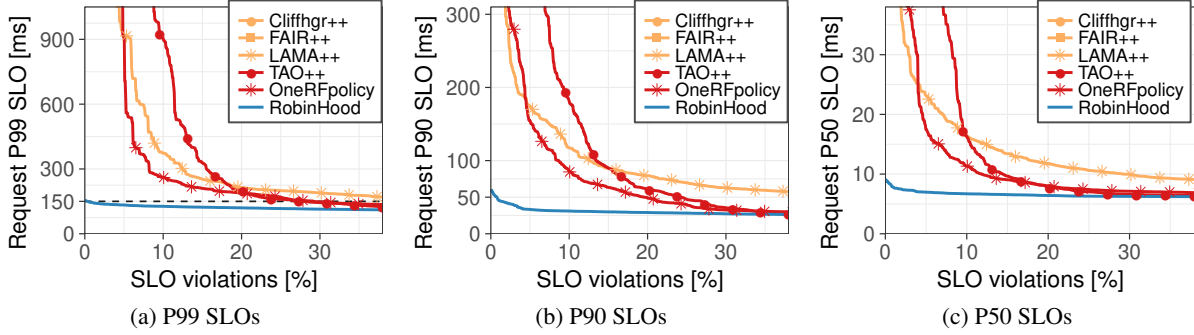 Request P99 SLO [ms]
900
600
300
150
0
0
10
20
30
SLO violations [%]
Cliffhgr++
FAIR++
LAMA++
TAO++
OneRFpolicy
RobinHood
(a) P99 SLOs
Request P90 SLO [ms]
300
200
100
50
25
0
0
10
20
30
SLO violations [%]
Cliffhgr++
FAIR++
LAMA++
TAO++
OneRFpolicy
RobinHood
(b) P90 SLOs
Request P50 SLO [ms]
30
20
10
5
0
0
10
20
30
SLO violations [%]
Cliffhgr++
FAIR++
LAMA++
TAO++
OneRFpolicy
RobinHood
(c) P50 SLOs